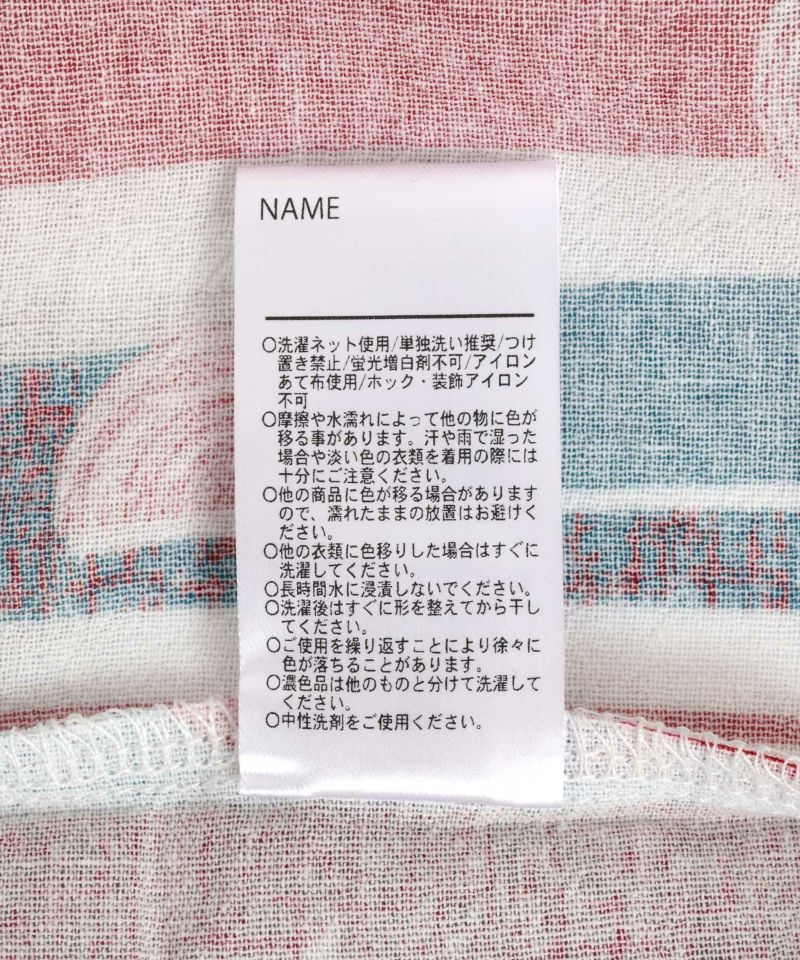 NAME
○洗濯ネット使用/単独洗い推奨/つけ
置き禁止/蛍光増白剤不可/アイロン
あて布使用/ホック・装飾アイロン
不可
○摩擦や水濡れによって他の物に色が
移る事があります。汗や雨で湿った
場合や淡い色の衣類を着用の際には
十分にご注意ください。
○他の商品に色が移る場合があります
ので、濡れたままの放置はお避けく
ださい。
○他の衣類に色移りした場合はすぐに
洗濯してください。
○長時間水に浸漬しないでください。
○洗濯後はすぐに形を整えてから干し
てください。
○ご使用を繰り返すことにより徐々に
色が落ちることがあります。
○濃色品は他のものと分けて洗濯して
ください。
○中性洗剤をご使用ください。